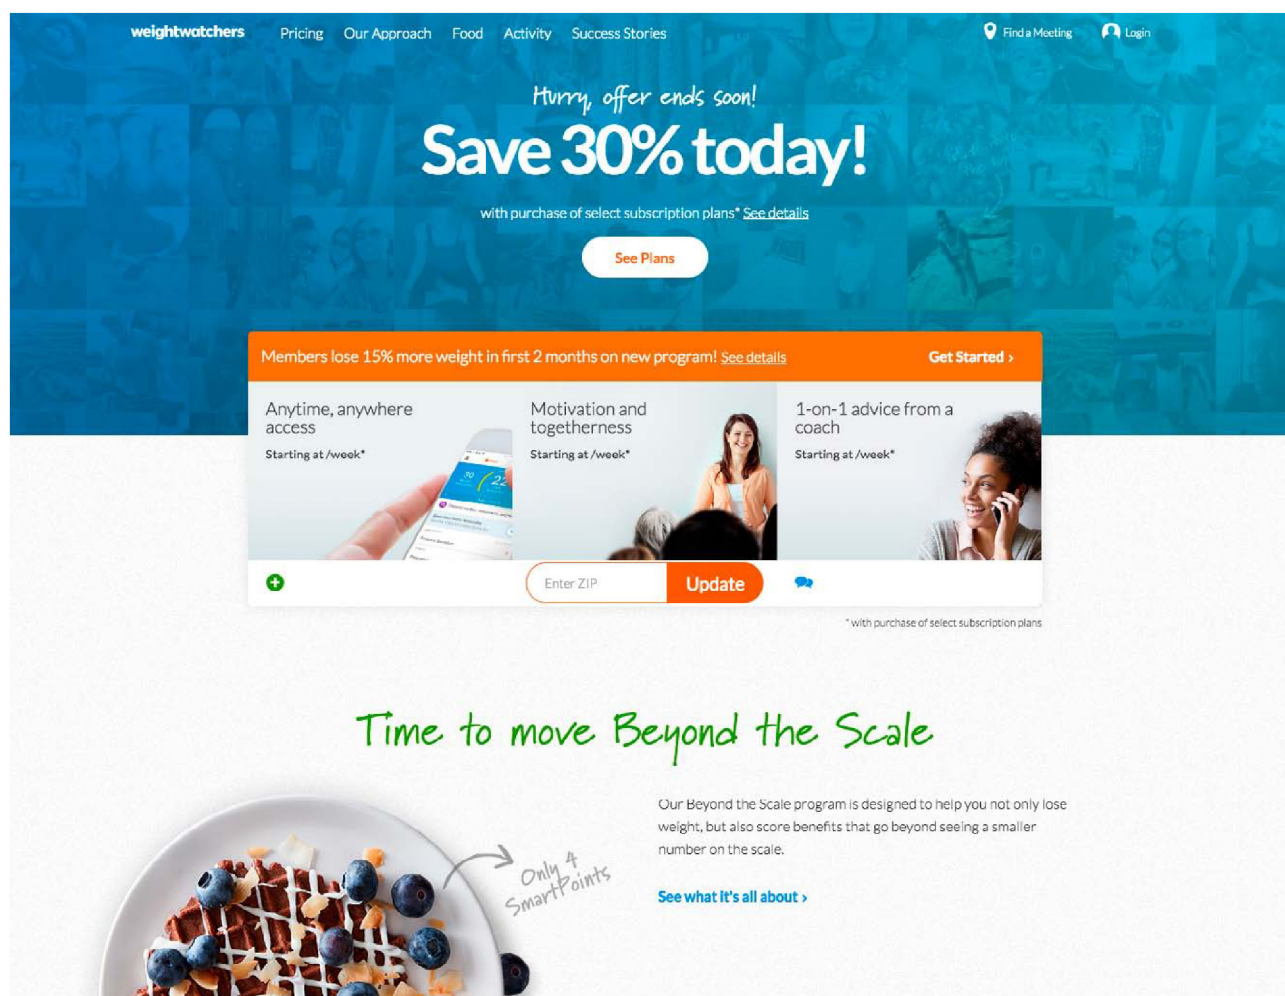 weightwatchers Pricing Our Approach Food Activity Success Stories Find a Meeting Login
Hurry, offer ends soon!
Save 30% today!
with purchase of select subscription plans* See details
See Plans
Members lose 15% more weight in first 2 months on new program! See details Get Started ›
Anytime, anywhere
access
Starting at /week*
Motivation and
togetherness
Starting at /week*
1-on-1 advice from a
coach
Starting at /week*
30 22
Enter ZIP Update
* with purchase of select subscription plans
Time to move Beyond the Scale
Our Beyond the Scale program is designed to help you not only lose
weight, but also score benefits that go beyond seeing a smaller
number on the scale.
Only 4
SmartPoints
See what it's all about ›